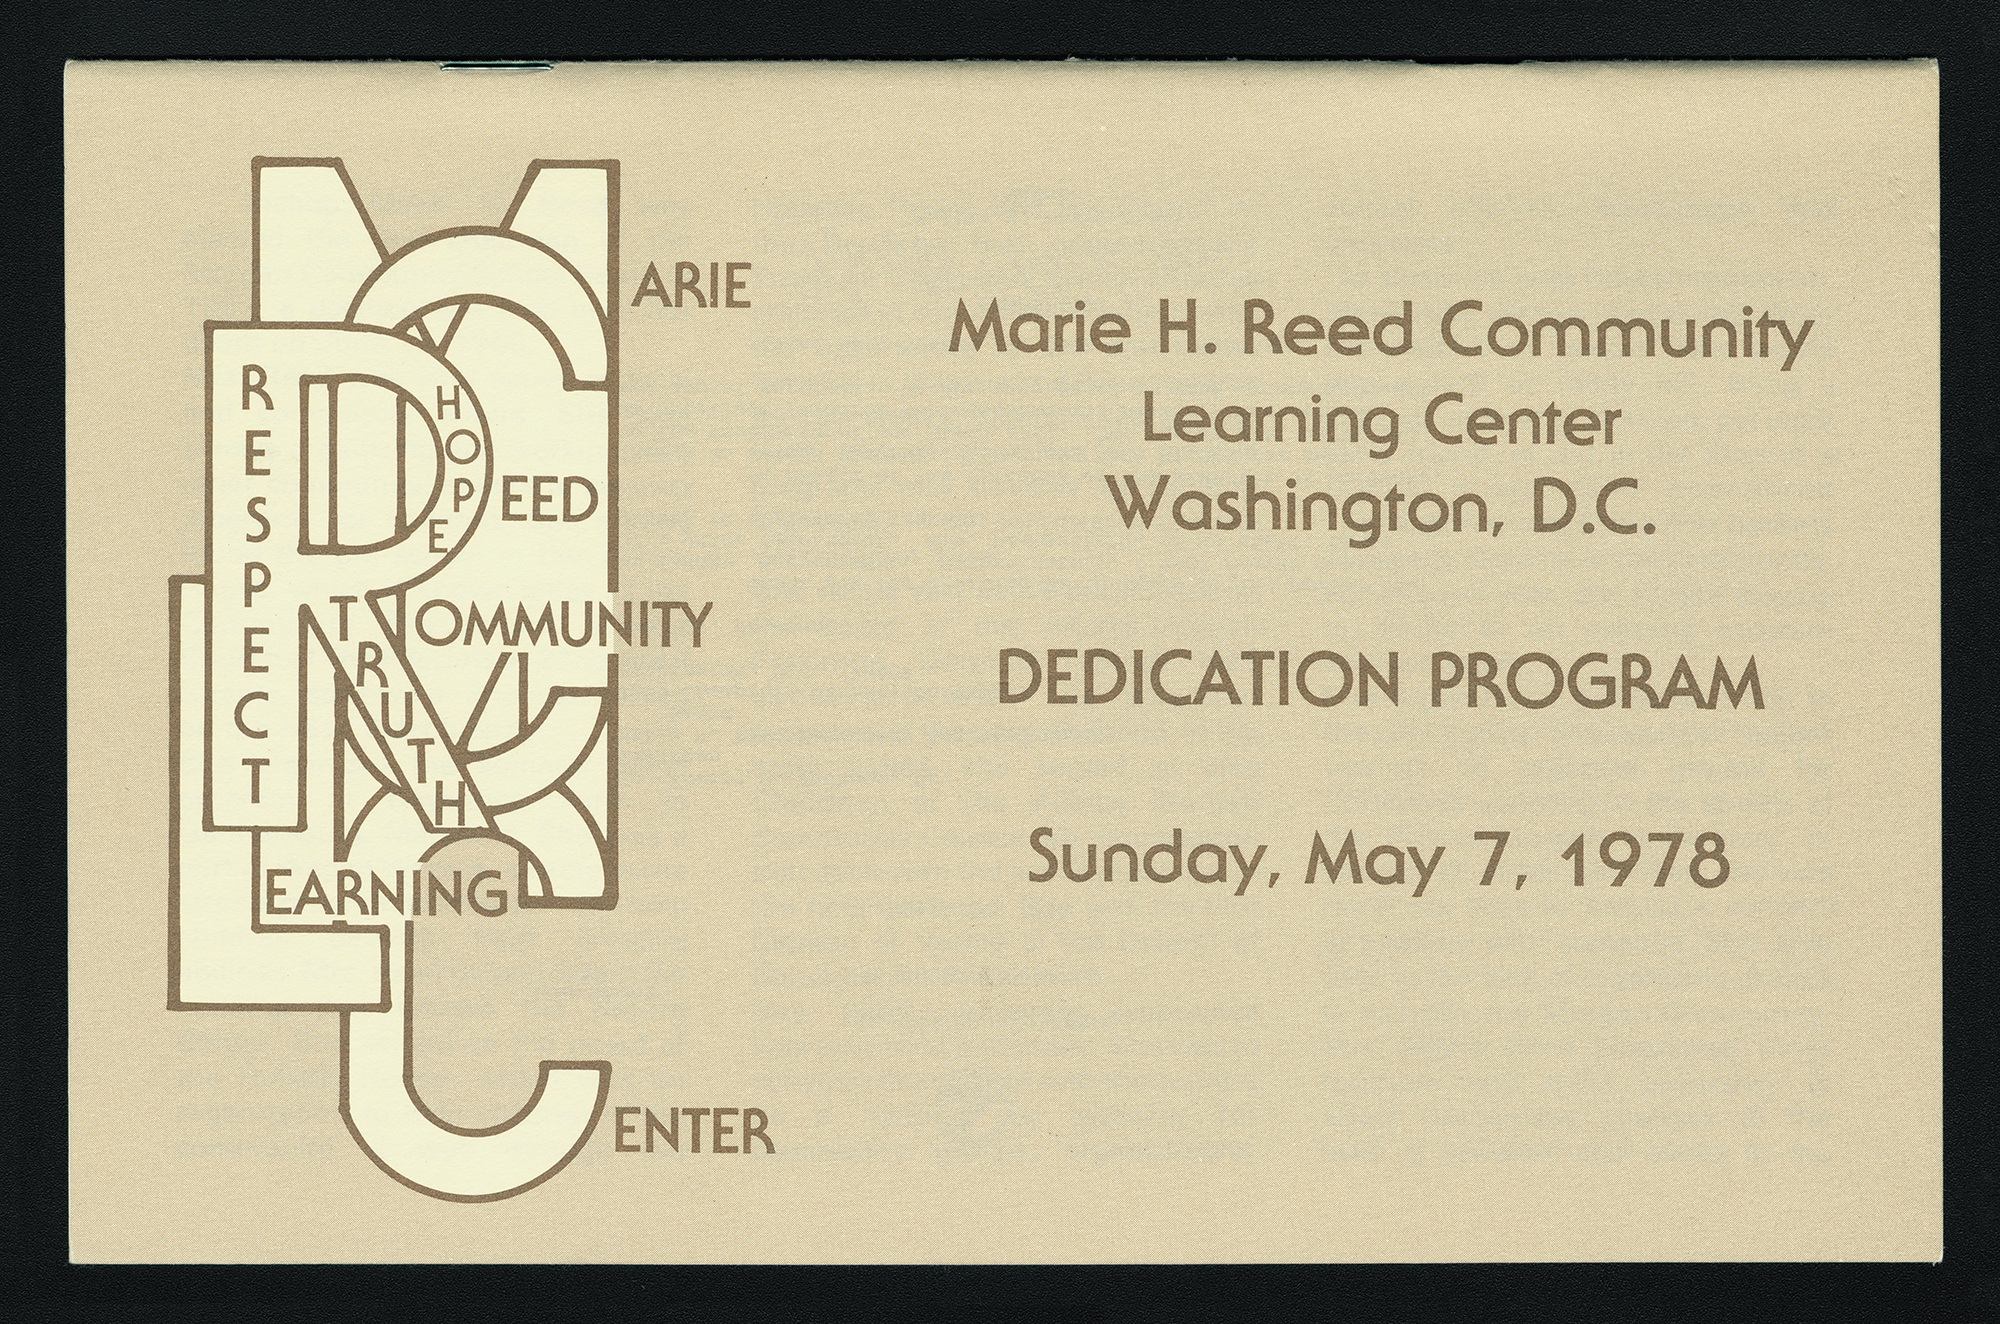 MARIE
REED
COMMUNITY
LEARNING
CENTER
RESPECT
HOPE
TRUTH
Marie H. Reed Community
Learning Center
Washington, D.C.
DEDICATION PROGRAM
Sunday, May 7, 1978